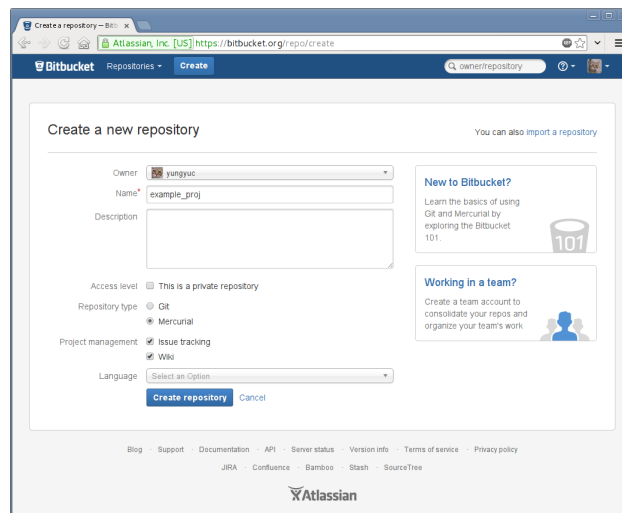 Create a repository — Bitb
Atlassian, Inc. [US] https://bitbucket.org/repo/create
Bitbucket Repositories Create owner/repository
Create a new repository
You can also import a repository
Owner yungyuc
Name* example_proj
Description
Access level This is a private repository
Repository type Git
Mercurial
Project management Issue tracking
Wiki
Language Select an Option
Create repository Cancel
New to Bitbucket?
Learn the basics of using
Git and Mercurial by
exploring the Bitbucket
101.
101
Working in a team?
Create a team account to
consolidate your repos and
organize your team's work
Blog · Support · Documentation · API · Server status · Version info · Terms of service · Privacy policy
JIRA · Confluence · Bamboo · Stash · SourceTree
Atlassian